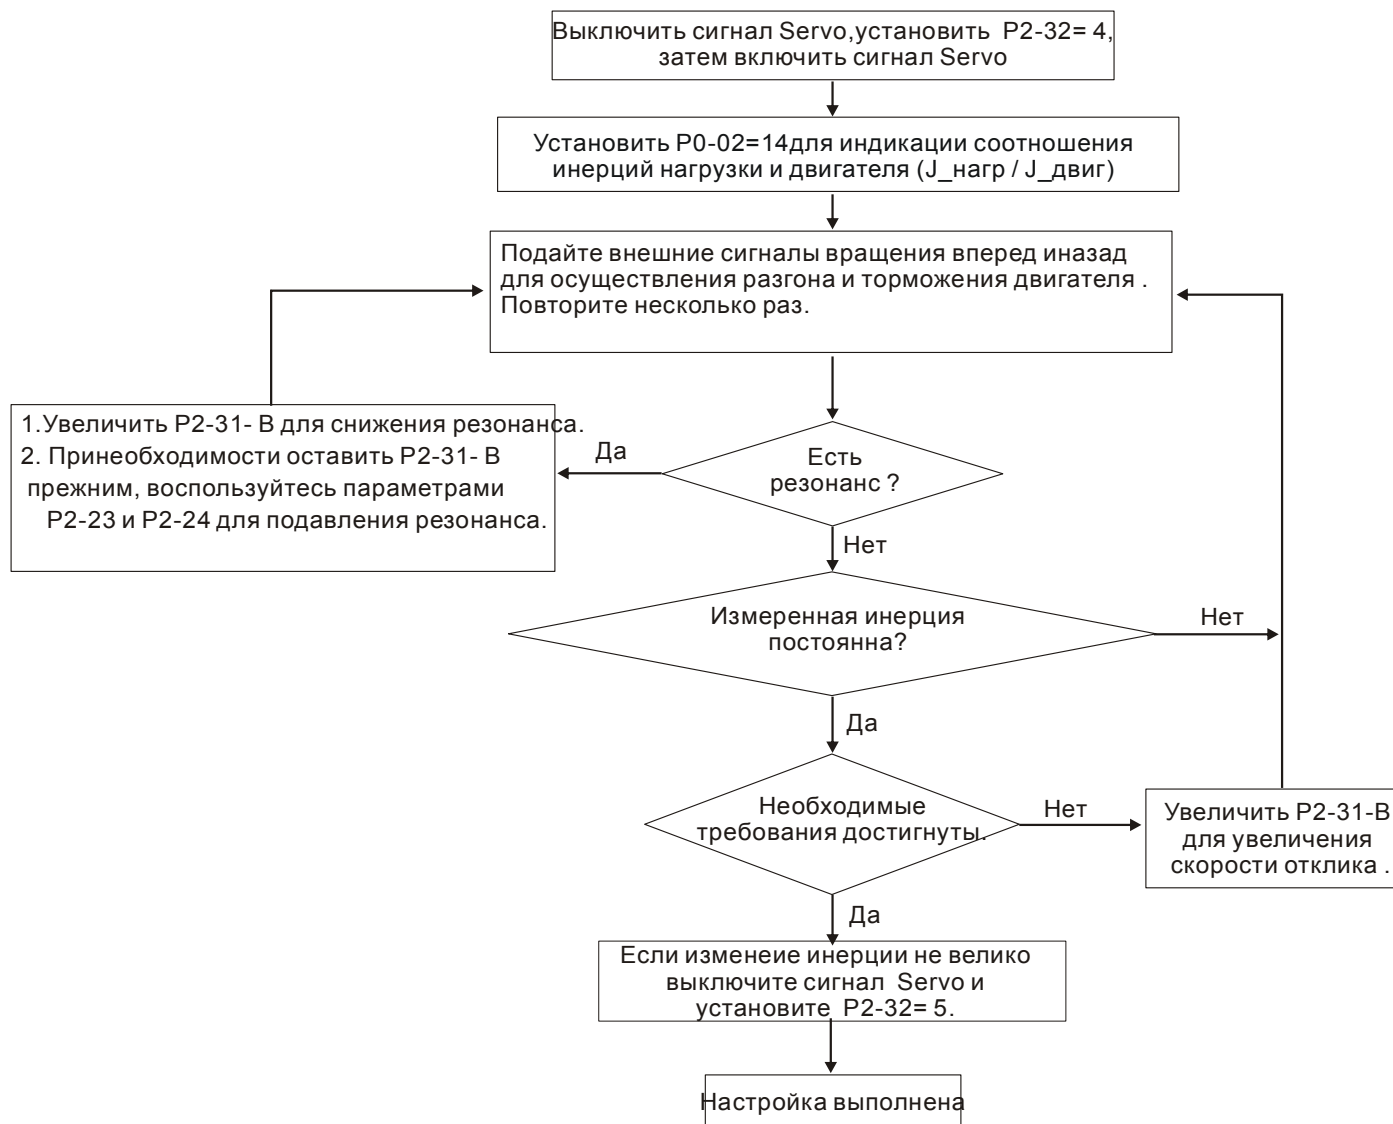 Выключить сигнал Servo,установить P2-32= 4,
затем включить сигнал Servo
Установить P0-02=14для индикации соотношения
инерций нагрузки и двигателя (J_нагр / J_двиг)
Подайте внешние сигналы вращения вперед иназад
для осуществления разгона и торможения двигателя .
Повторите несколько раз.
1.Увеличить P2-31- B для снижения резонанса.
2. Принеобходимости оставить P2-31- B
прежним, воспользуйтесь параметрами
P2-23 и P2-24 для подавления резонанса.
Да
Есть
резонанс ?
Нет
Измеренная инерция
постоянна?
Нет
Да
Необходимые
требования достигнуты.
Нет
Увеличить P2-31-B
для увеличения
скорости отклика .
Да
Если изменеие инерции не велико
выключите сигнал Servo и
установите P2-32= 5.
Настройка выполнена